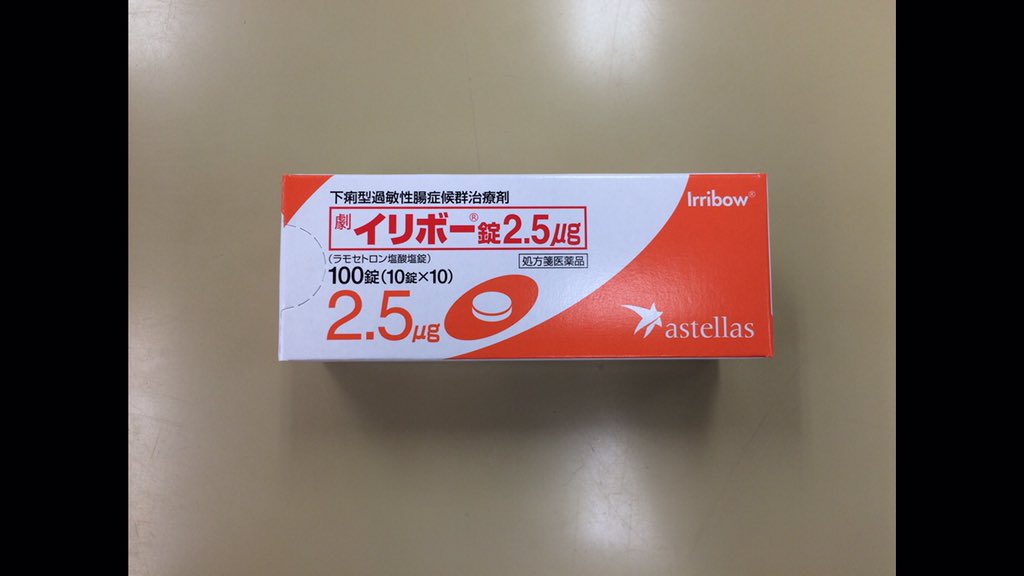 下痢型過敏性腸症候群治療剤
Irribow®
劇 イリボー®錠2.5μg
(ラモセトロン塩酸塩錠)
処方箋医薬品
100錠(10錠×10)
2.5μg
astellas